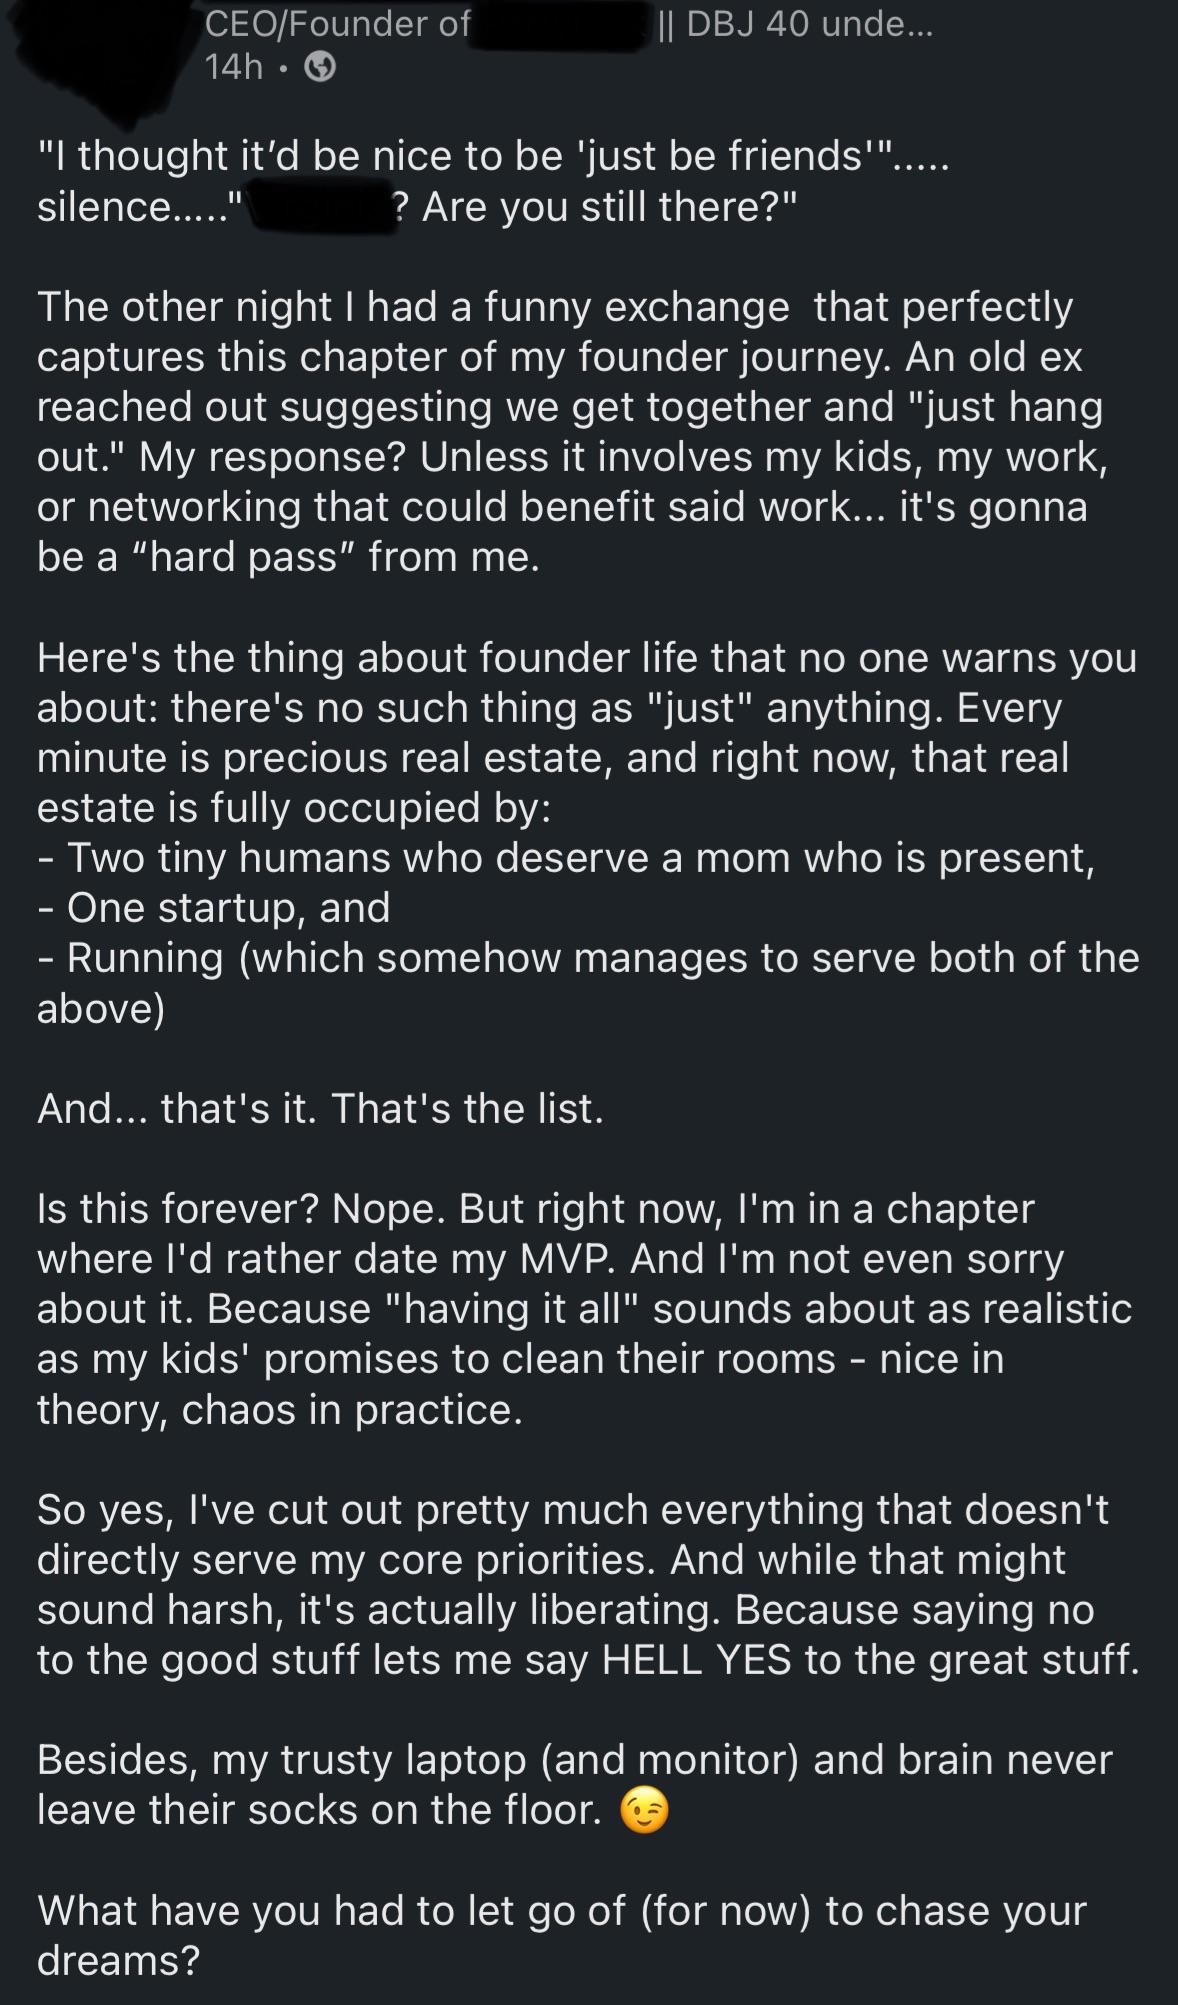 CEO/Founder of || DBJ 40 unde...
14h •
"I thought it’d be nice to be 'just be friends'".....
silence....." ? Are you still there?"
The other night I had a funny exchange  that perfectly
captures this chapter of my founder journey. An old ex
reached out suggesting we get together and "just hang
out." My response? Unless it involves my kids, my work,
or networking that could benefit said work... it's gonna
be a “hard pass” from me.
Here's the thing about founder life that no one warns you
about: there's no such thing as "just" anything. Every
minute is precious real estate, and right now, that real
estate is fully occupied by:
- Two tiny humans who deserve a mom who is present,
- One startup, and
- Running (which somehow manages to serve both of the
above)
And... that's it. That's the list.
Is this forever? Nope. But right now, I'm in a chapter
where I'd rather date my MVP. And I'm not even sorry
about it. Because "having it all" sounds about as realistic
as my kids' promises to clean their rooms - nice in
theory, chaos in practice.
So yes, I've cut out pretty much everything that doesn't
directly serve my core priorities. And while that might
sound harsh, it's actually liberating. Because saying no
to the good stuff lets me say HELL YES to the great stuff.
Besides, my trusty laptop (and monitor) and brain never
leave their socks on the floor. 😉
What have you had to let go of (for now) to chase your
dreams?